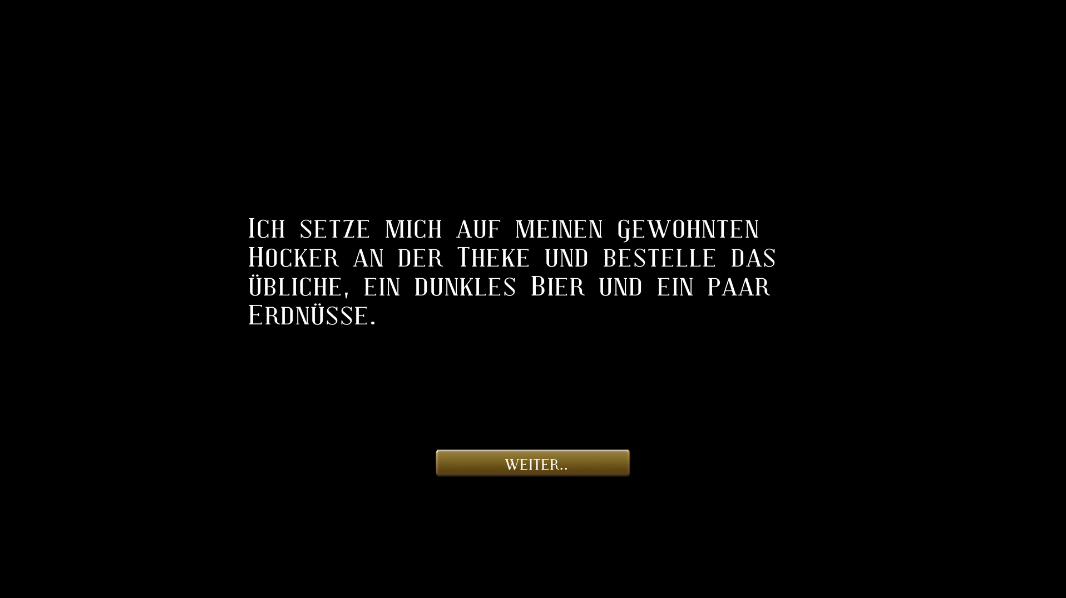 Ich setze mich auf meinen gewohnten
Hocker an der Theke und bestelle das
übliche, ein dunkles Bier und ein paar
Erdnüsse.
weiter..